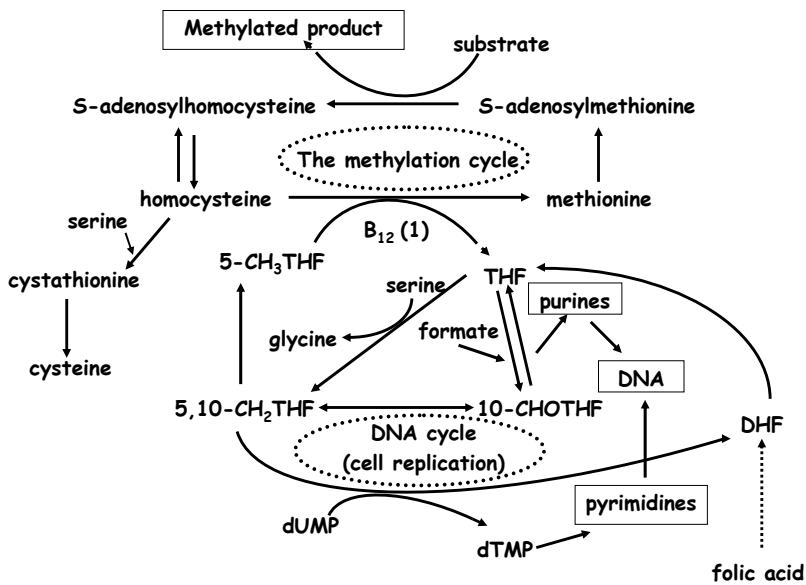 Methylated product
substrate
S-adenosylhomocysteine
S-adenosylmethionine
The methylation cycle
homocysteine
methionine
serine
B₁₂ (1)
5-CH₃THF
THF
cystathionine
serine
purines
glycine
formate
cysteine
DNA
5,10-CH₂THF
10-CHOTHF
DHF
DNA cycle
(cell replication)
pyrimidines
dUMP
dTMP
folic acid